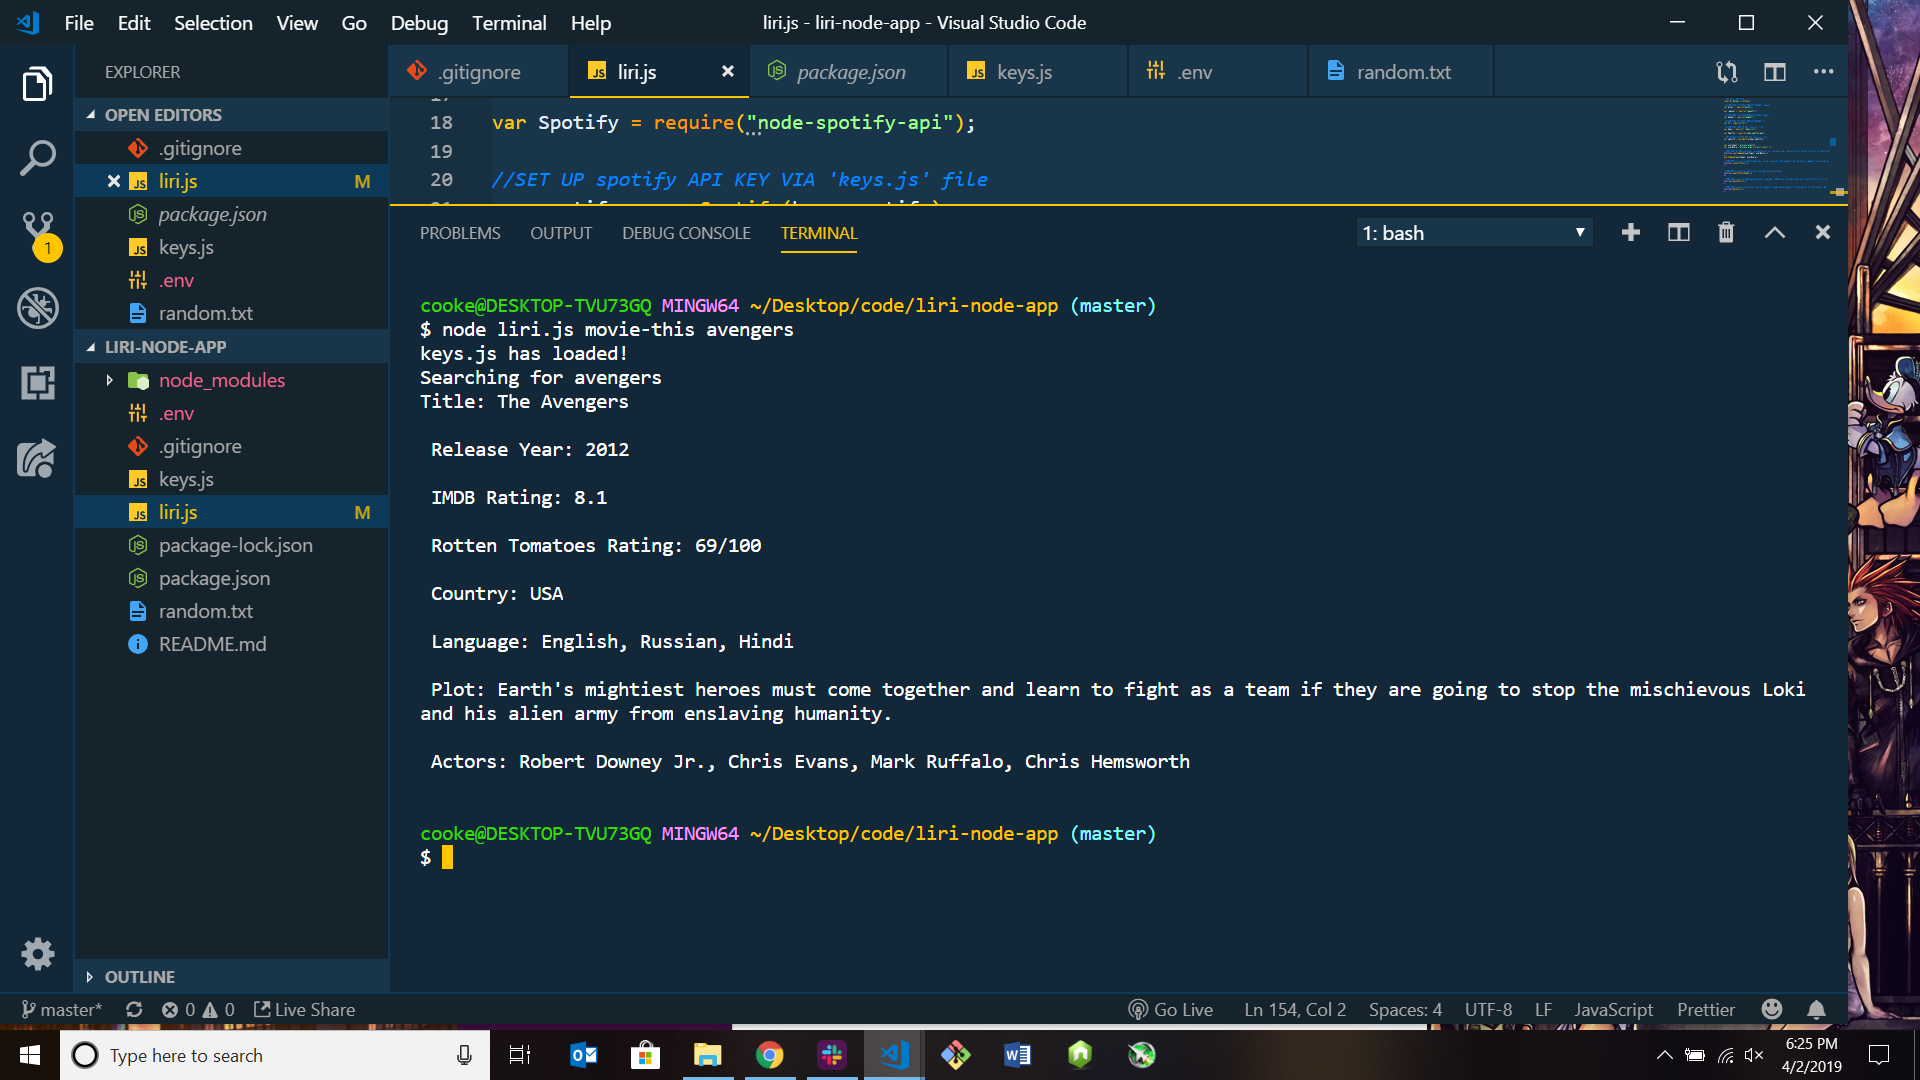 File Edit Selection View Go Debug Terminal Help
liri.js - liri-node-app - Visual Studio Code
EXPLORER
OPEN EDITORS
.gitignore
liri.js M
package.json
keys.js
.env
random.txt
1
LIRI-NODE-APP
node_modules
.env
.gitignore
keys.js
liri.js M
package-lock.json
package.json
random.txt
README.md
OUTLINE
.gitignore liri.js package.json keys.js .env random.txt
18 var Spotify = require("node-spotify-api");
19
20 //SET UP spotify API KEY VIA 'keys.js' file
PROBLEMS OUTPUT DEBUG CONSOLE TERMINAL 1: bash
cooke@DESKTOP-TVU73GQ MINGW64 ~/Desktop/code/liri-node-app (master)
$ node liri.js movie-this avengers
keys.js has loaded!
Searching for avengers
Title: The Avengers
Release Year: 2012
IMDB Rating: 8.1
Rotten Tomatoes Rating: 69/100
Country: USA
Language: English, Russian, Hindi
Plot: Earth's mightiest heroes must come together and learn to fight as a team if they are going to stop the mischievous Loki
and his alien army from enslaving humanity.
Actors: Robert Downey Jr., Chris Evans, Mark Ruffalo, Chris Hemsworth
cooke@DESKTOP-TVU73GQ MINGW64 ~/Desktop/code/liri-node-app (master)
$
master* 0 0 Live Share Go Live Ln 154, Col 2 Spaces: 4 UTF-8 LF JavaScript Prettier
Type here to search
6:25 PM
4/2/2019